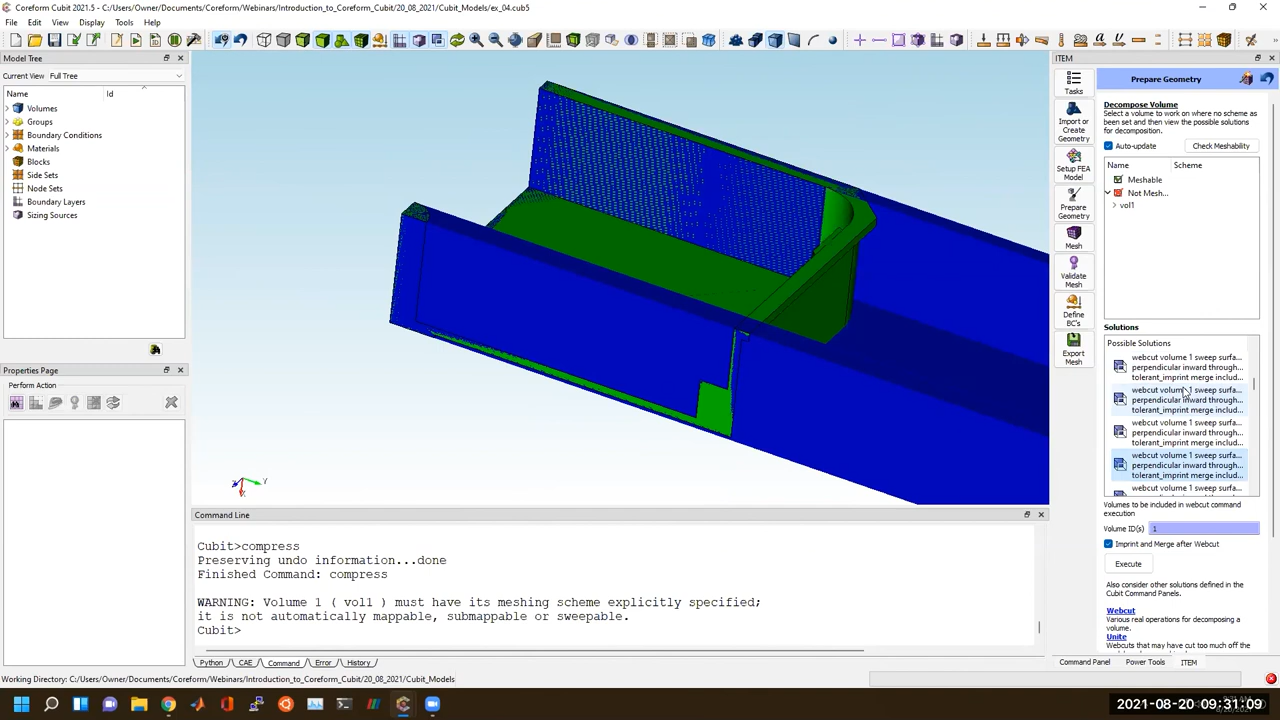 Coreform Cubit 2021.5 - C:/Users/Owner/Documents/Coreform/Webinars/Introduction_to_Coreform_Cubit/20_08_2021/Cubit_Models/ex_04.cub5
File Edit View Display Tools Help
Model Tree
Current View Full Tree
Name Id
Volumes
Groups
Boundary Conditions
Materials
Blocks
Side Sets
Node Sets
Boundary Layers
Sizing Sources
Properties Page
Perform Action
Command Line
Cubit>compress
Preserving undo information...done
Finished Command: compress
WARNING: Volume 1 ( vol1 ) must have its meshing scheme explicitly specified;
it is not automatically mappable, submappable or sweepable.
Cubit>
Python CAE Command Error History
Working Directory: C:/Users/Owner/Documents/Coreform/Webinars/Introduction_to_Coreform_Cubit/20_08_2021/Cubit_Models
ITEM
Tasks
Import or
Create
Geometry
Setup FEA
Model
Prepare
Geometry
Mesh
Validate
Mesh
Define
BC's
Export
Mesh
Prepare Geometry
Decompose Volume
Select a volume to work on where no scheme as
been set and then view the possible solutions
for decomposition.
Auto-update Check Meshability
Name Scheme
Meshable
Not Mesh...
vol1
Solutions
Possible Solutions
webcut volume 1 sweep surfa...
perpendicular inward through...
tolerant_imprint merge includ...
webcut volume 1 sweep surfa...
perpendicular inward through...
tolerant_imprint merge includ...
webcut volume 1 sweep surfa...
perpendicular inward through...
tolerant_imprint merge includ...
webcut volume 1 sweep surfa...
perpendicular inward through...
tolerant_imprint merge includ...
webcut volume 1 sweep surfa...
Volumes to be included in webcut command
execution
Volume ID(s) 1
Imprint and Merge after Webcut
Execute
Also consider other solutions defined in the
Cubit Command Panels.
Webcut
Various real operations for decomposing a
volume.
Unite
Webcuts that may have cut too much off the
Command Panel Power Tools ITEM
2021-08-20 09:31:09